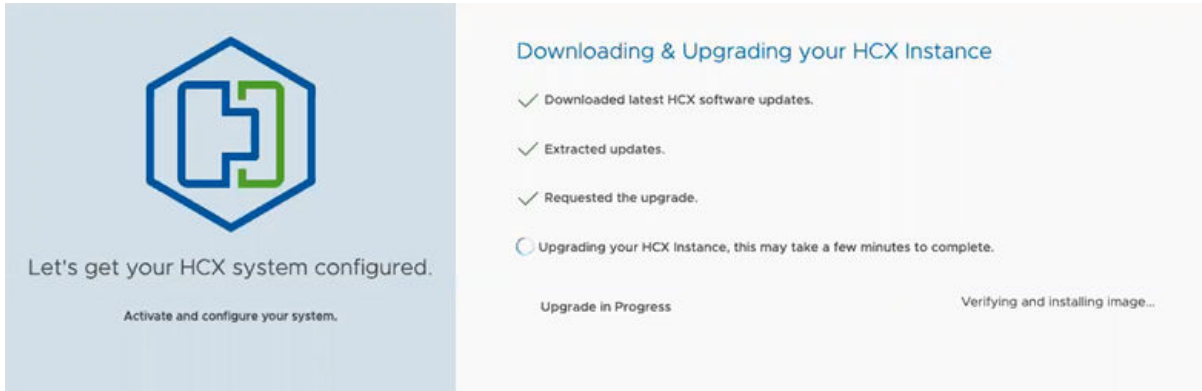 Let's get your HCX system configured.
Activate and configure your system.
Downloading & Upgrading your HCX Instance
Downloaded latest HCX software updates.
Extracted updates.
Requested the upgrade.
Upgrading your HCX Instance, this may take a few minutes to complete.
Upgrade in Progress
Verifying and installing image...